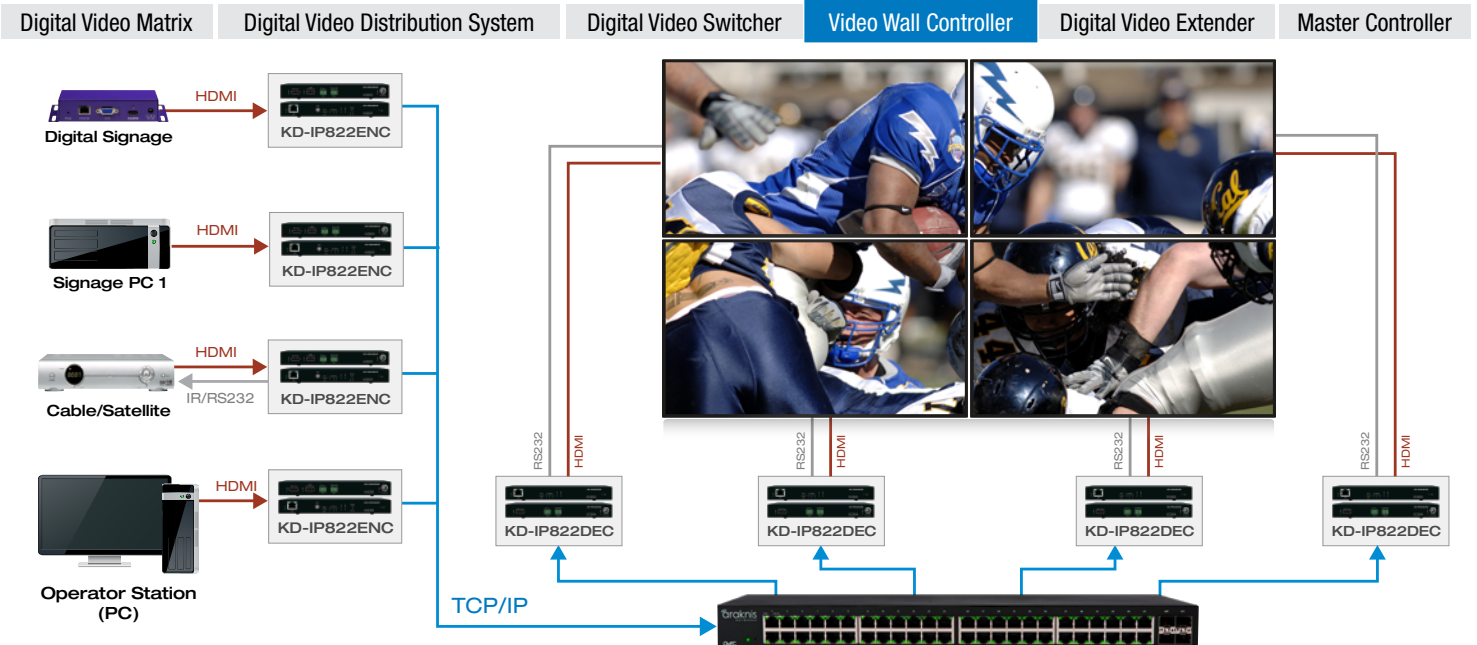 Digital Video Matrix
Digital Video Distribution System
Digital Video Switcher
Video Wall Controller
Digital Video Extender
Master Controller
Digital Signage
HDMI
KD-IP822ENC
Signage PC 1
HDMI
KD-IP822ENC
Cable/Satellite
HDMI
IR/RS232
KD-IP822ENC
Operator Station
(PC)
HDMI
KD-IP822ENC
TCP/IP
Cal
44
RS232
HDMI
RS232
HDMI
RS232
HDMI
RS232
HDMI
KD-IP822DEC
KD-IP822DEC
KD-IP822DEC
KD-IP822DEC
araknis